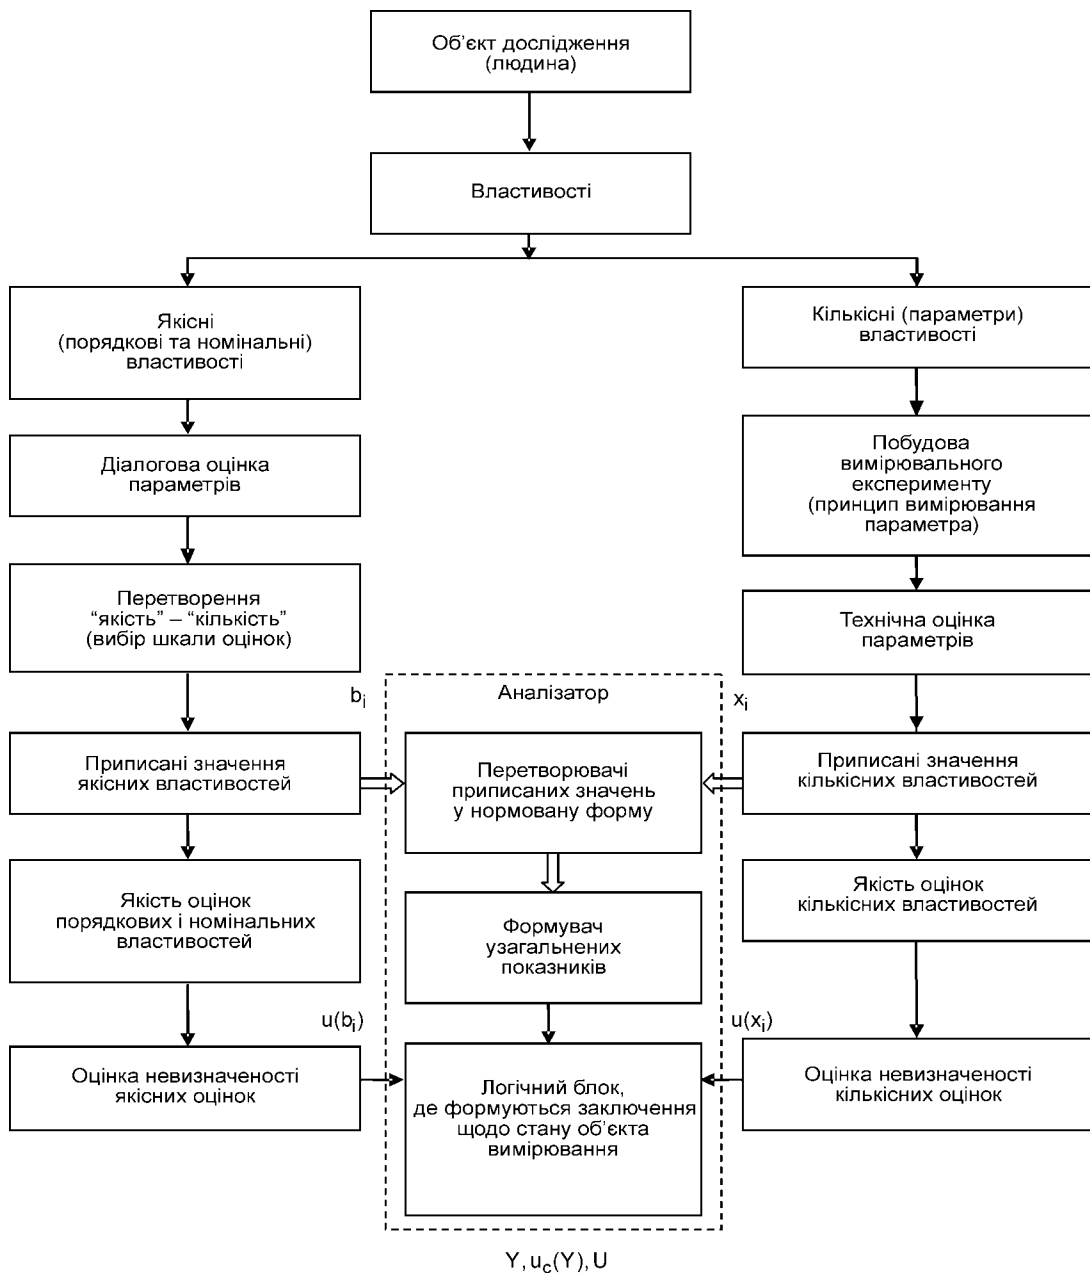 Об’єкт дослідження
(людина)
Властивості
Якісні
(порядкові та номінальні)
властивості
Кількісні (параметри)
властивості
Діалогова оцінка
параметрів
Побудова
вимірювального
експерименту
(принцип вимірювання
параметра)
Перетворення
“якість” – “кількість”
(вибір шкали оцінок)
Технічна оцінка
параметрів
bi
Аналізатор
xi
Приписані значення
якісних властивостей
Перетворювачі
приписаних значень
у нормовану форму
Приписані значення
кількісних властивостей
Якість оцінок
порядкових і номінальних
властивостей
Формувач
узагальнених
показників
Якість оцінок
кількісних властивостей
u(bi)
u(xi)
Оцінка невизначеності
якісних оцінок
Логічний блок,
де формуються заключення
щодо стану об’єкта
вимірювання
Оцінка невизначеності
кількісних оцінок
Y, uc(Y), U